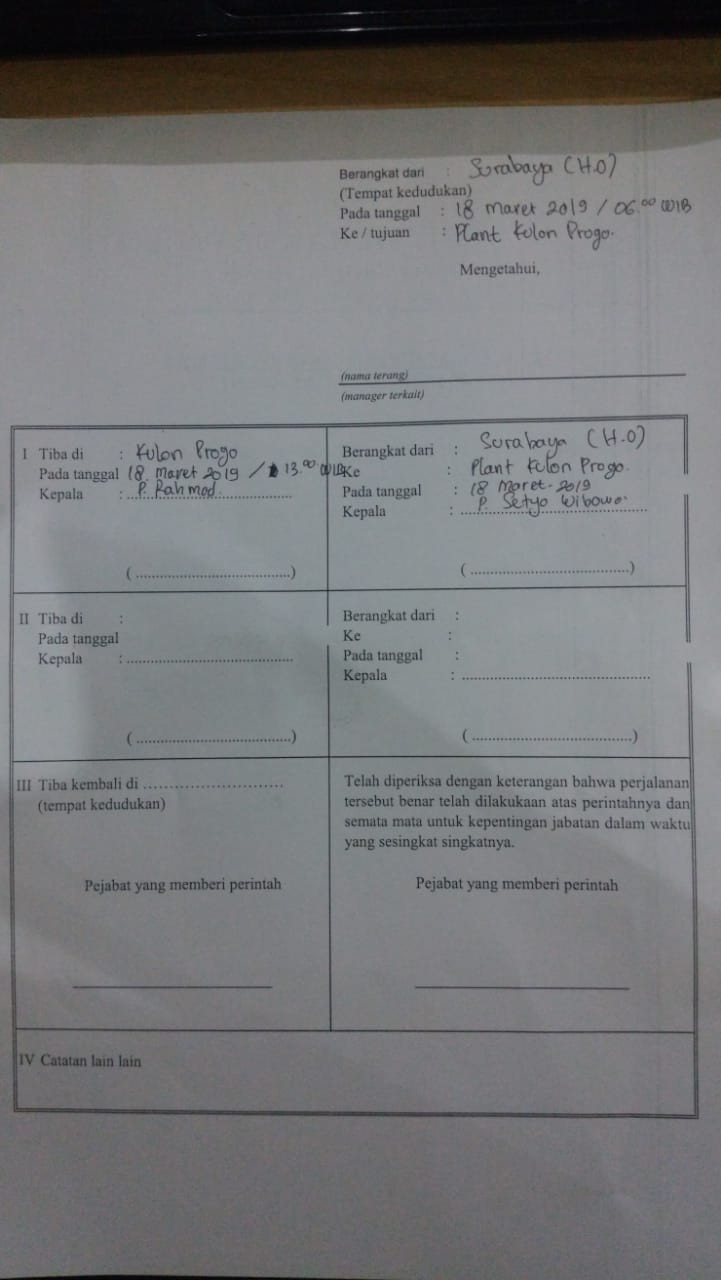 Berangkat dari : Surabaya (H.O)
(Tempat kedudukan)
Pada tanggal : 18 Maret 2019 / 06.00 WIB
Ke / tujuan : Plant Kulon Progo.
Mengetahui,
(nama terang)
(manager terkait)
I Tiba di : Kulon Progo
Pada tanggal 18 Maret 2019 / 13.00 WIB
Kepala : P. Rahmad.
(..............................)
Berangkat dari : Surabaya (H.O)
Ke : Plant Kulon Progo.
Pada tanggal : 18 Maret 2019
Kepala : P. Setyo Wibowo.
(..............................)
II Tiba di :
Pada tanggal
Kepala : ..............................
(..............................)
Berangkat dari :
Ke :
Pada tanggal :
Kepala : ..............................
(..............................)
III Tiba kembali di ..............................
(tempat kedudukan)
Pejabat yang memberi perintah
Telah diperiksa dengan keterangan bahwa perjalanan
tersebut benar telah dilakukaan atas perintahnya dan
semata mata untuk kepentingan jabatan dalam waktu
yang sesingkat singkatnya.
Pejabat yang memberi perintah
IV Catatan lain lain